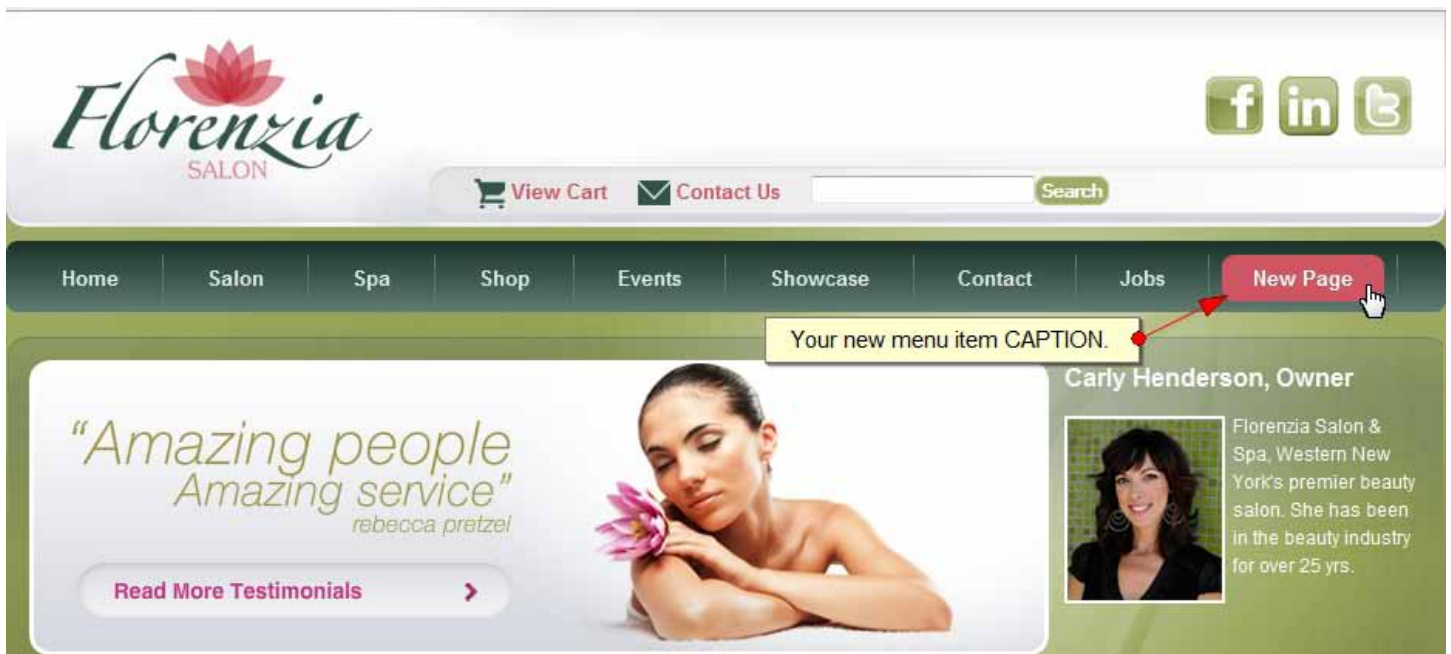 Florenzia
SALON
f in t
View Cart Contact Us Search
Home Salon Spa Shop Events Showcase Contact Jobs New Page
Your new menu item CAPTION.
“Amazing people
Amazing service”
rebecca pretzel
Read More Testimonials
Carly Henderson, Owner
Florenzia Salon &
Spa, Western New
York's premier beauty
salon. She has been
in the beauty industry
for over 25 yrs.